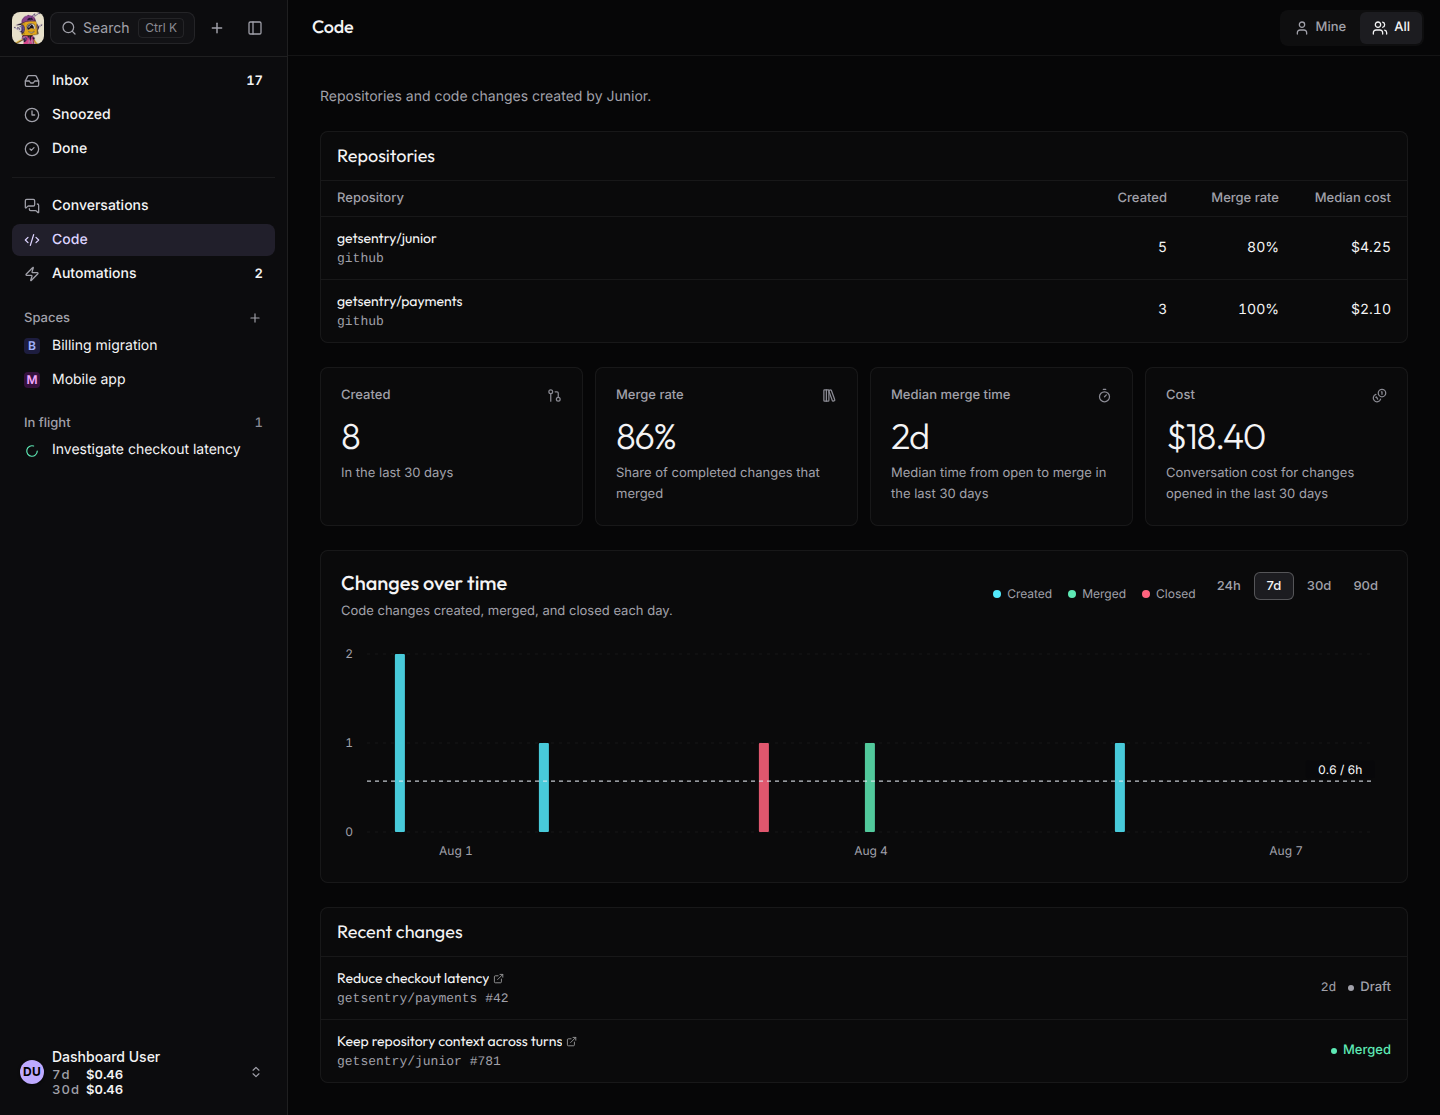 Search Ctrl K
Inbox 17
Snoozed
Done
Conversations
Code
Automations 2
Spaces
B Billing migration
M Mobile app
In flight 1
Investigate checkout latency
DU Dashboard User
7d $0.46
30d $0.46
Code
Mine All
Repositories and code changes created by Junior.
Repositories
Repository Created Merge rate Median cost
getsentry/junior
github
5 80% $4.25
getsentry/payments
github
3 100% $2.10
Created
8
In the last 30 days
Merge rate
86%
Share of completed changes that
merged
Median merge time
2d
Median time from open to merge in
the last 30 days
Cost
$18.40
Conversation cost for changes
opened in the last 30 days
Changes over time
Code changes created, merged, and closed each day.
Created Merged Closed
24h 7d 30d 90d
2
1
0
0.6 / 6h
Aug 1 Aug 4 Aug 7
Recent changes
Reduce checkout latency
getsentry/payments #42
2d Draft
Keep repository context across turns
getsentry/junior #781
Merged